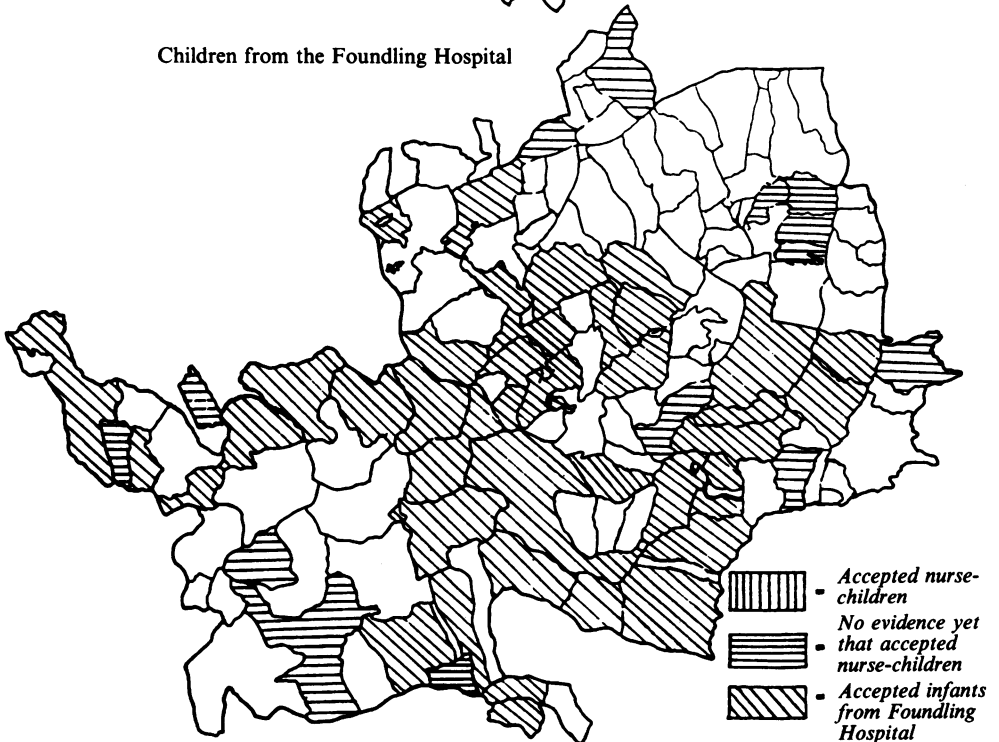 Children from the Foundling Hospital
- Accepted nurse-
children
No evidence yet
- that accepted
nurse-children
- Accepted infants
from Foundling
Hospital